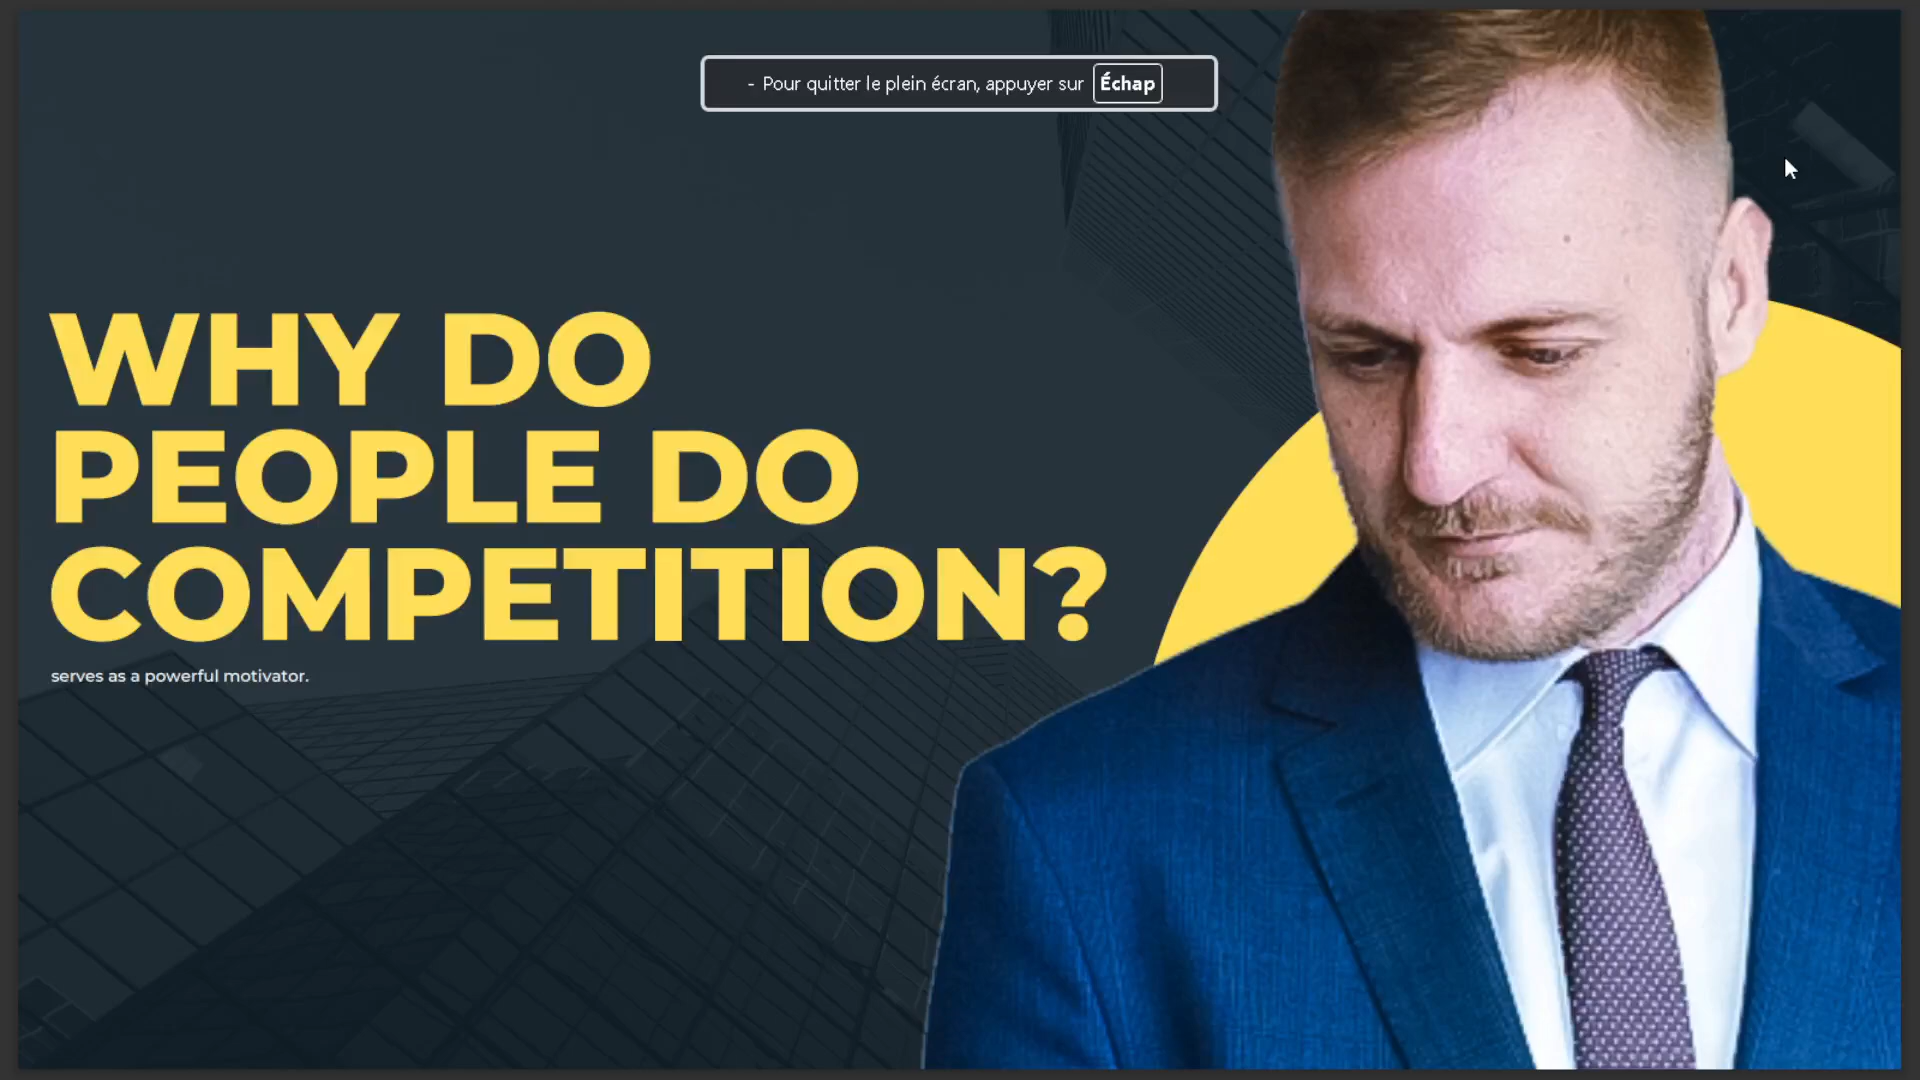 - Pour quitter le plein écran, appuyer sur Échap
WHY DO
PEOPLE DO
COMPETITION?
serves as a powerful motivator.